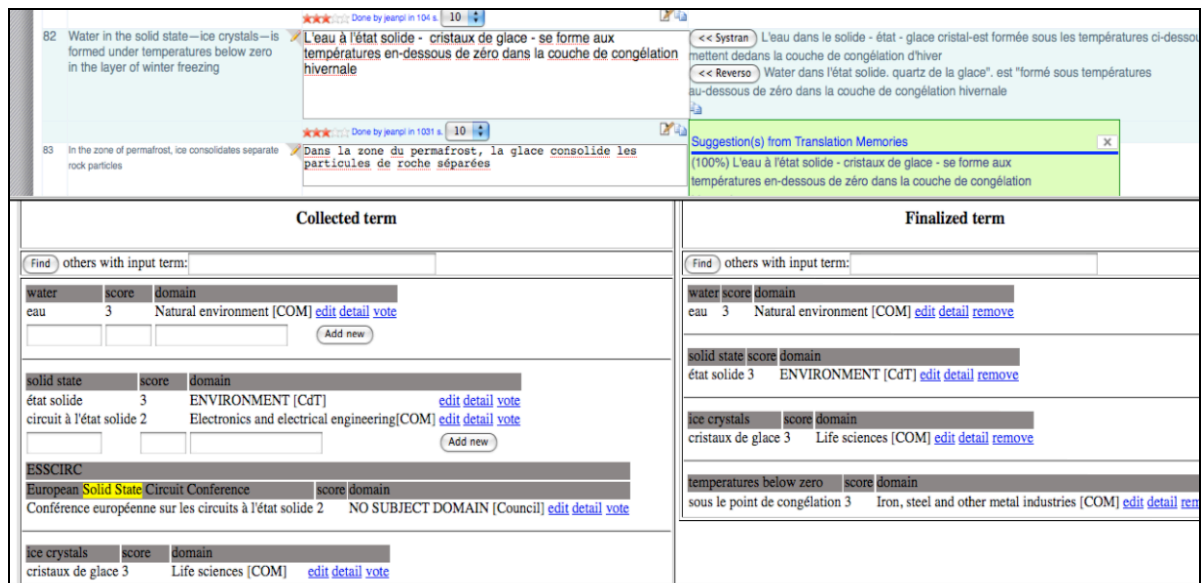 Done by jeanpl in 104 s. 10
82 Water in the solid state—ice crystals—is
formed under temperatures below zero
in the layer of winter freezing
L'eau à l'état solide - cristaux de glace - se forme aux
températures en-dessous de zéro dans la couche de congélation
hivernale
<< Systran L'eau dans le solide - état - glace cristal-est formée sous les températures ci-dessou
mettent dedans la couche de congélation d'hiver
<< Reverso Water dans l'état solide. quartz de la glace". est "formé sous températures
au-dessous de zéro dans la couche de congélation hivernale
Done by jeanpl in 1031 s. 10
83 In the zone of permafrost, ice consolidates separate
rock particles
Dans la zone du permafrost, la glace consolide les
particules de roche séparées
Suggestion(s) from Translation Memories x
(100%) L'eau à l'état solide - cristaux de glace - se forme aux
températures en-dessous de zéro dans la couche de congélation
Collected term
Find others with input term:
water score domain
eau 3 Natural environment [COM] edit detail vote
Add new
solid state score domain
état solide 3 ENVIRONMENT [CdT] edit detail vote
circuit à l'état solide 2 Electronics and electrical engineering[COM] edit detail vote
Add new
ESSCIRC
European Solid State Circuit Conference score domain
Conférence européenne sur les circuits à l'état solide 2 NO SUBJECT DOMAIN [Council] edit detail vote
ice crystals score domain
cristaux de glace 3 Life sciences [COM] edit detail vote
Finalized term
Find others with input term:
water score domain
eau 3 Natural environment [COM] edit detail remove
solid state score domain
état solide 3 ENVIRONMENT [CdT] edit detail remove
ice crystals score domain
cristaux de glace 3 Life sciences [COM] edit detail remove
temperatures below zero score domain
sous le point de congélation 3 Iron, steel and other metal industries [COM] edit detail rem